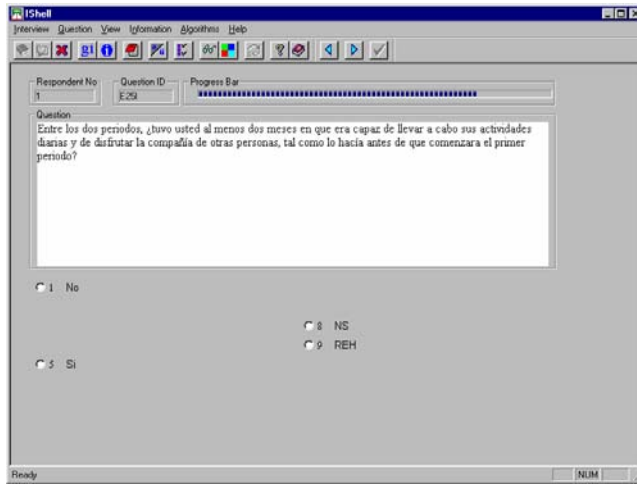 IShell
Interview Question View Information Algorithms Help
Respondent No
Question ID
Progress Bar
1
E25I
Question
Entre los dos periodos, ¿tuvo usted al menos dos meses en que era capaz de llevar a cabo sus actividades
diarias y de disfrutar la compañía de otras personas, tal como lo hacía antes de que comenzara el primer
periodo?
1 No
8 NS
9 REH
5 Si
Ready
NUM